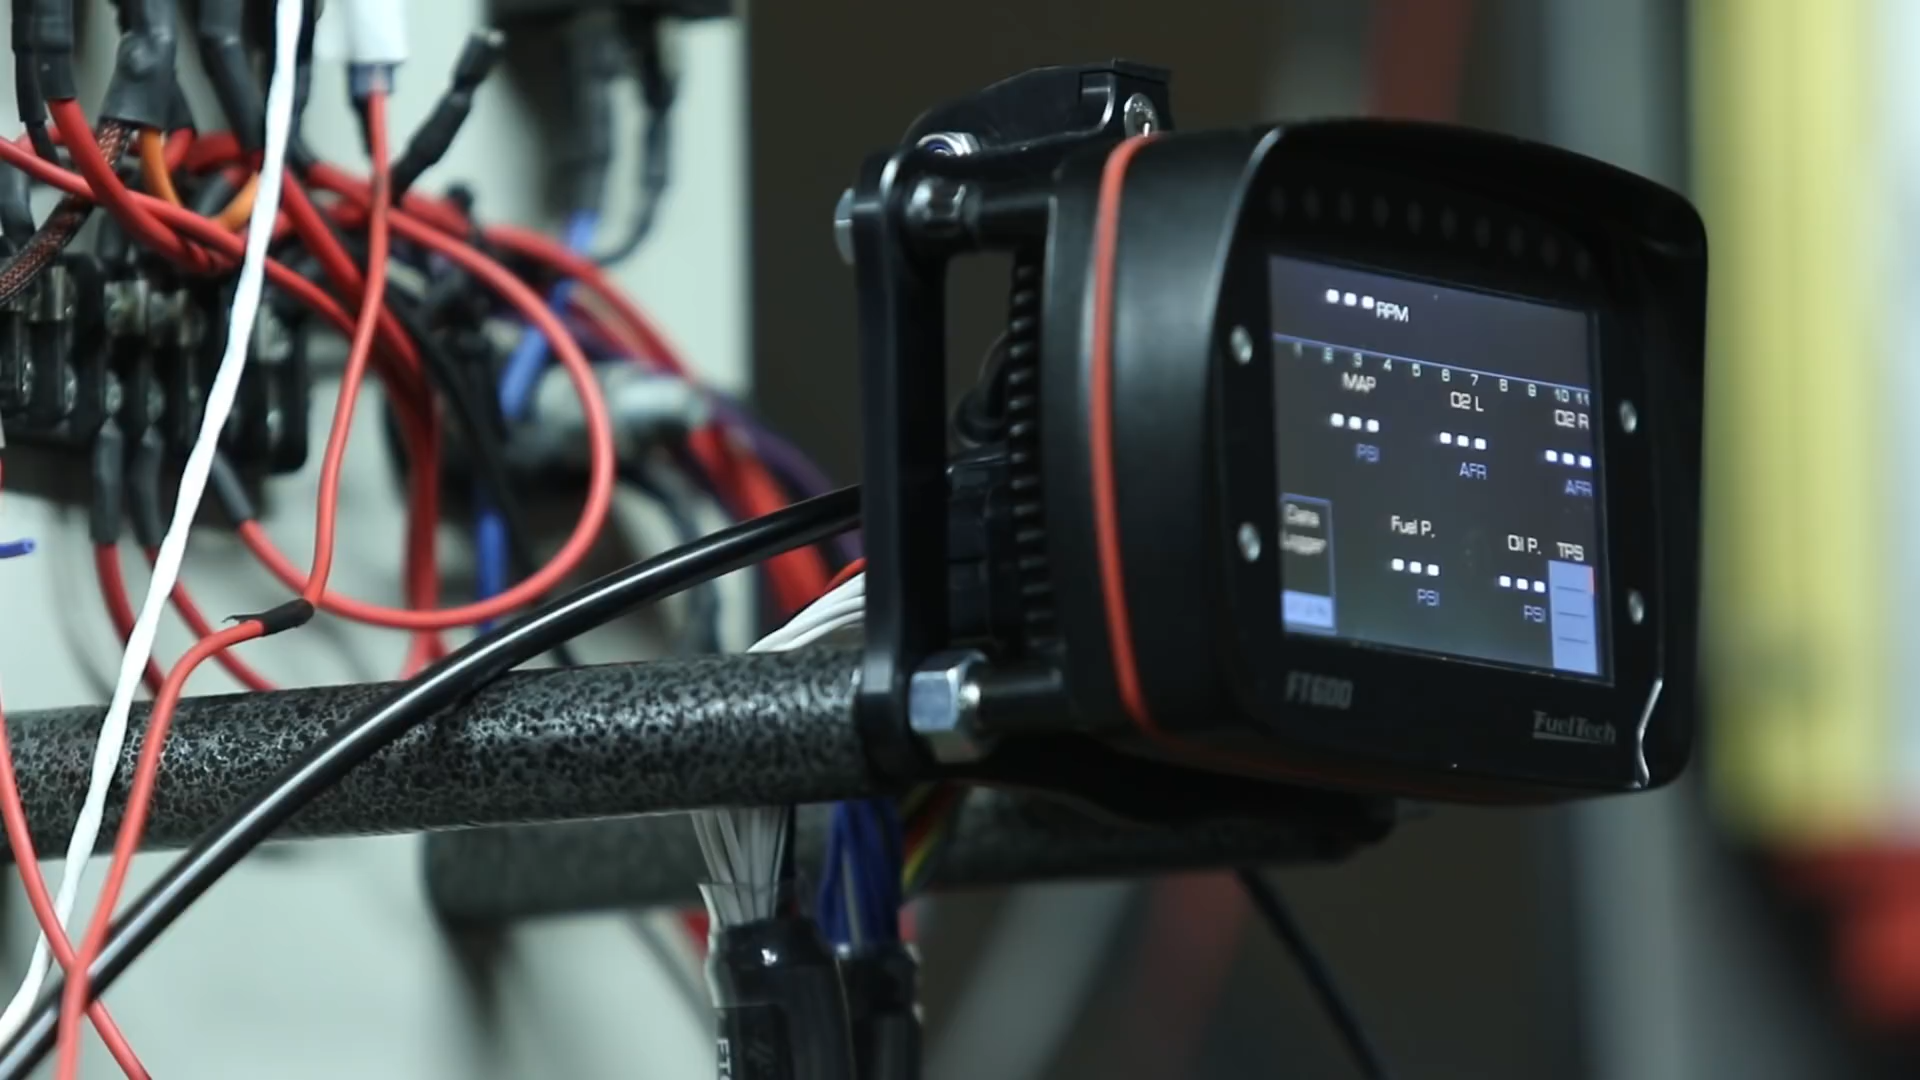 --- RPM
1 2 3 4 5 6 7 8 9 10 11
MAP
O2 L
O2 R
---
---
---
PSI
AFR
AFR
Data
Logger
Fuel P.
Oil P.
TPS
---
---
PSI
PSI
FT600
FuelTech